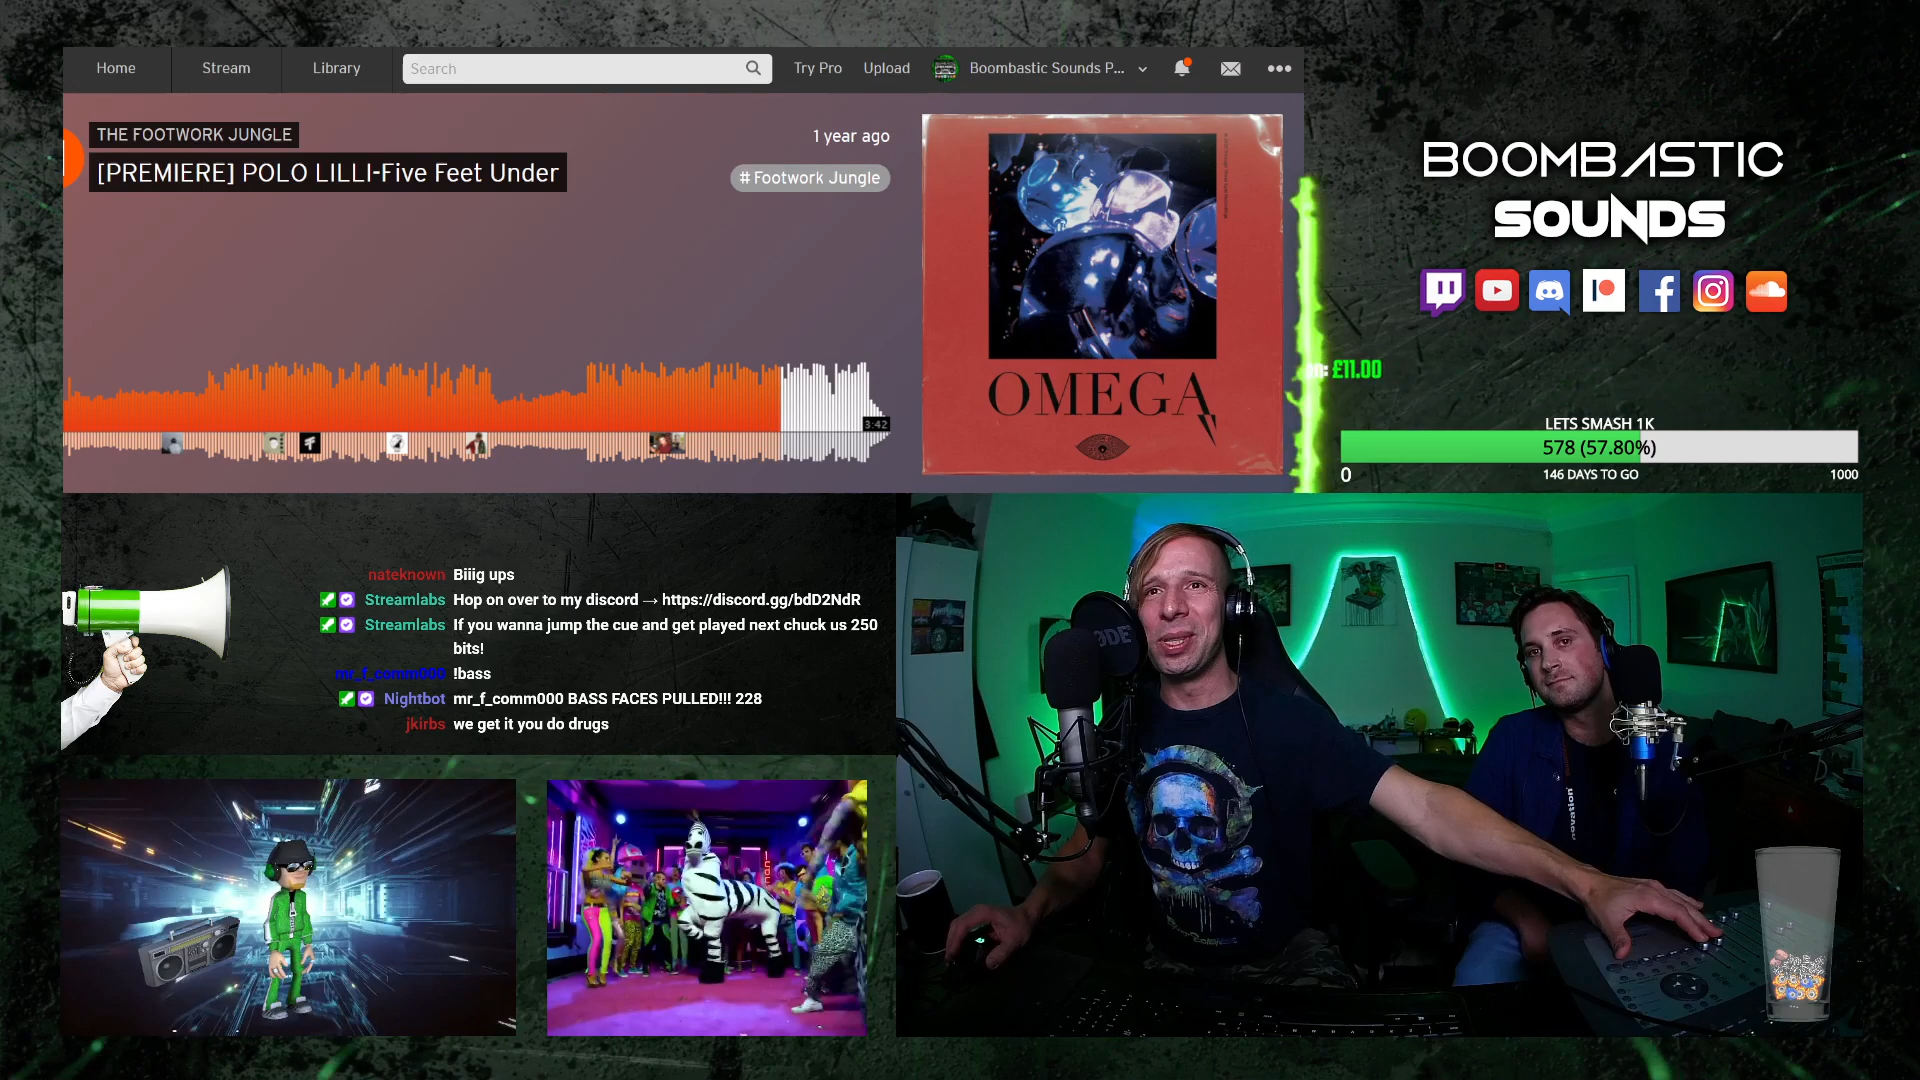 Home
Stream
Library
Search
Try Pro
Upload
Boombastic Sounds P...
THE FOOTWORK JUNGLE
[PREMIERE] POLO LILLI-Five Feet Under
1 year ago
# Footwork Jungle
3:42
OMEGA
BOOMBASTIC
SOUNDS
£11.00
LETS SMASH 1K
578 (57.80%)
0
146 DAYS TO GO
1000
nateknown Biiig ups
Streamlabs Hop on over to my discord → https://discord.gg/bdD2NdR
Streamlabs If you wanna jump the cue and get played next chuck us 250
bits!
mr_f_comm000 !bass
Nightbot mr_f_comm000 BASS FACES PULLED!!! 228
jkirbs we get it you do drugs
RØDE
novation